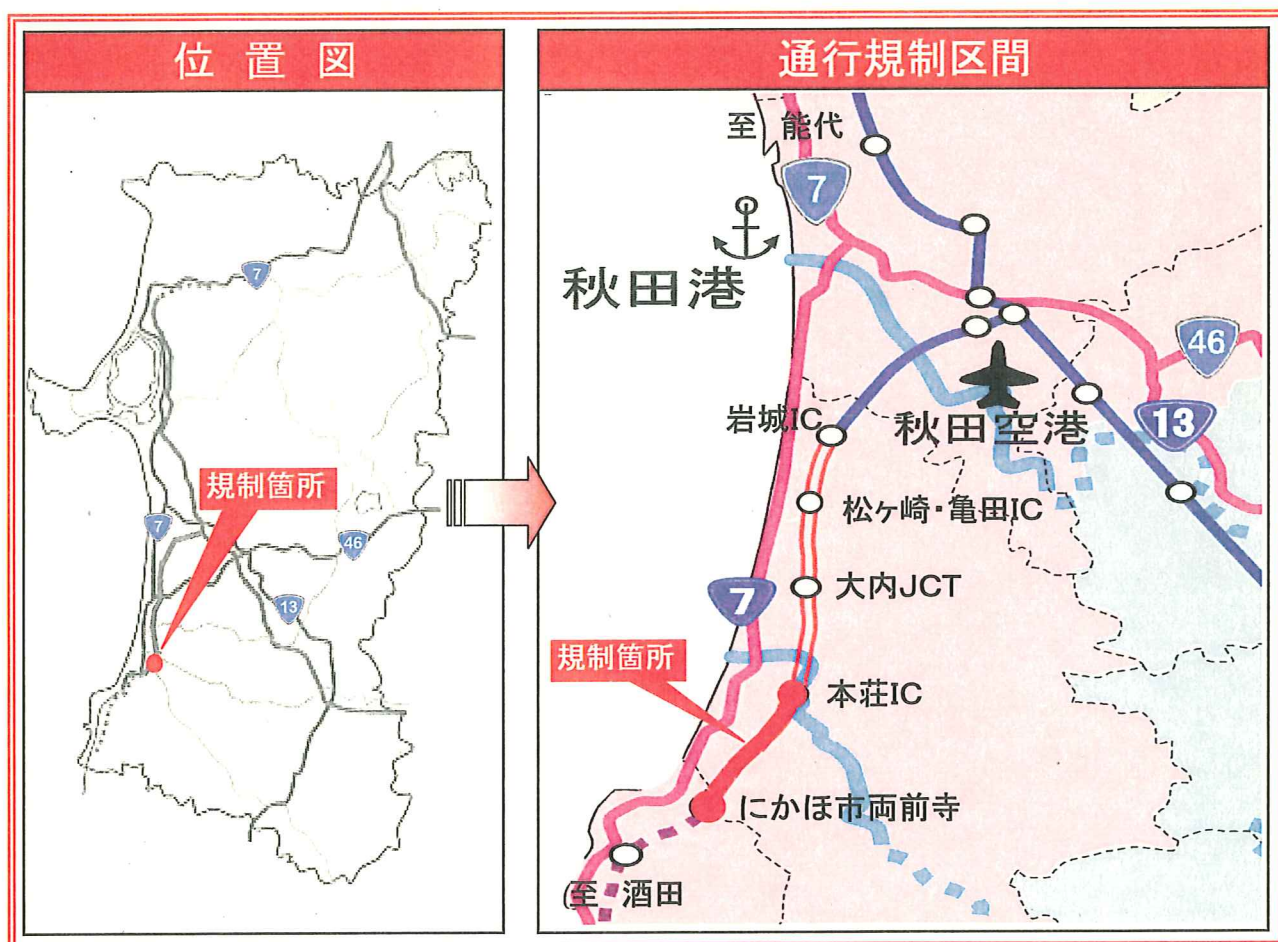 位置図
7
規制箇所
7
46
13
通行規制区間
至 能代
7
秋田港
46
岩城IC
秋田空港
13
松ヶ崎・亀田IC
大内JCT
7
規制箇所
本荘IC
にかほ市両前寺
(至 酒田